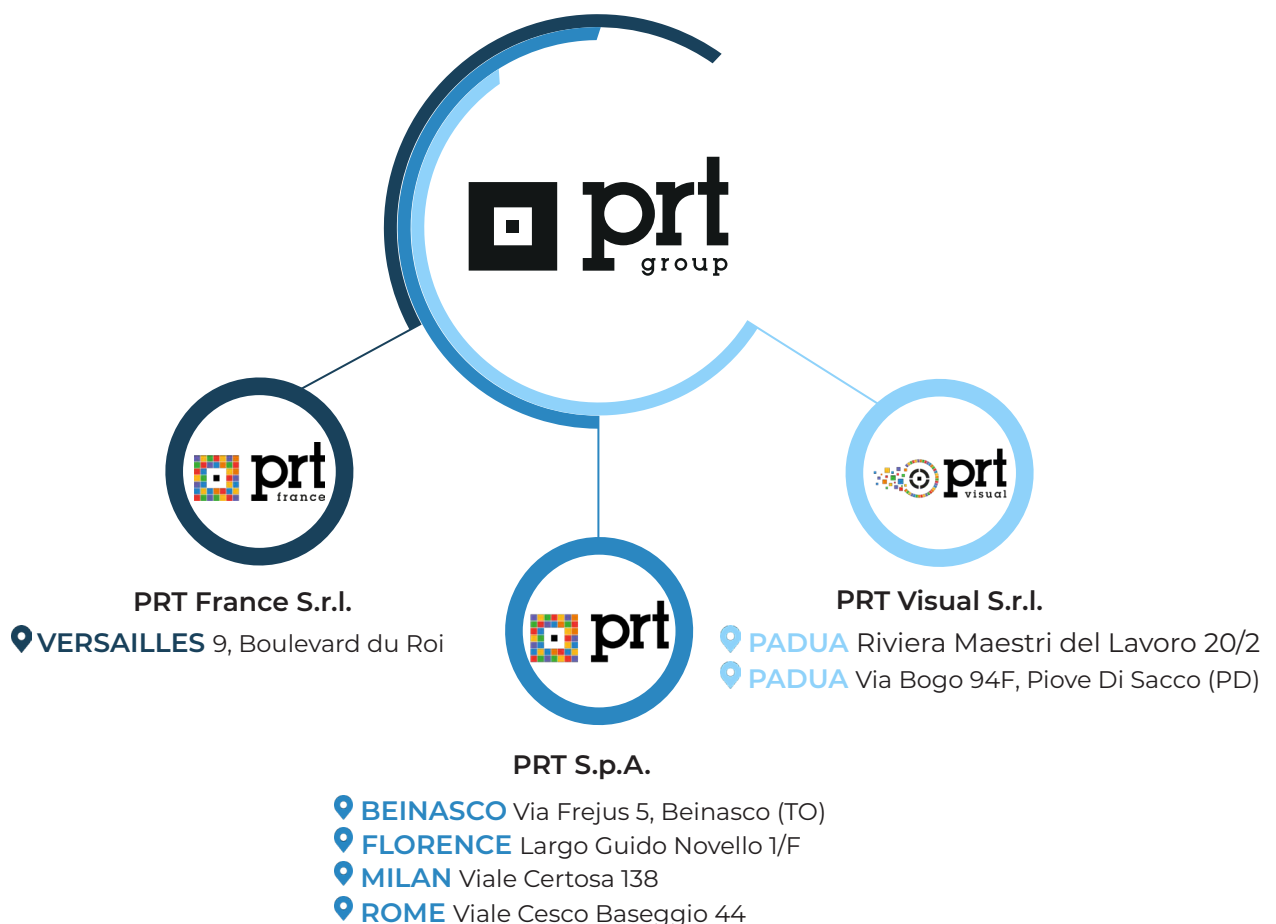 prt
group
prt
france
PRT France S.r.l.
VERSAILLES 9, Boulevard du Roi
prt
visual
PRT Visual S.r.l.
PADUA Riviera Maestri del Lavoro 20/2
PADUA Via Bogo 94F, Piove Di Sacco (PD)
prt
PRT S.p.A.
BEINASCO Via Frejus 5, Beinasco (TO)
FLORENCE Largo Guido Novello 1/F
MILAN Viale Certosa 138
ROME Viale Cesco Baseggio 44